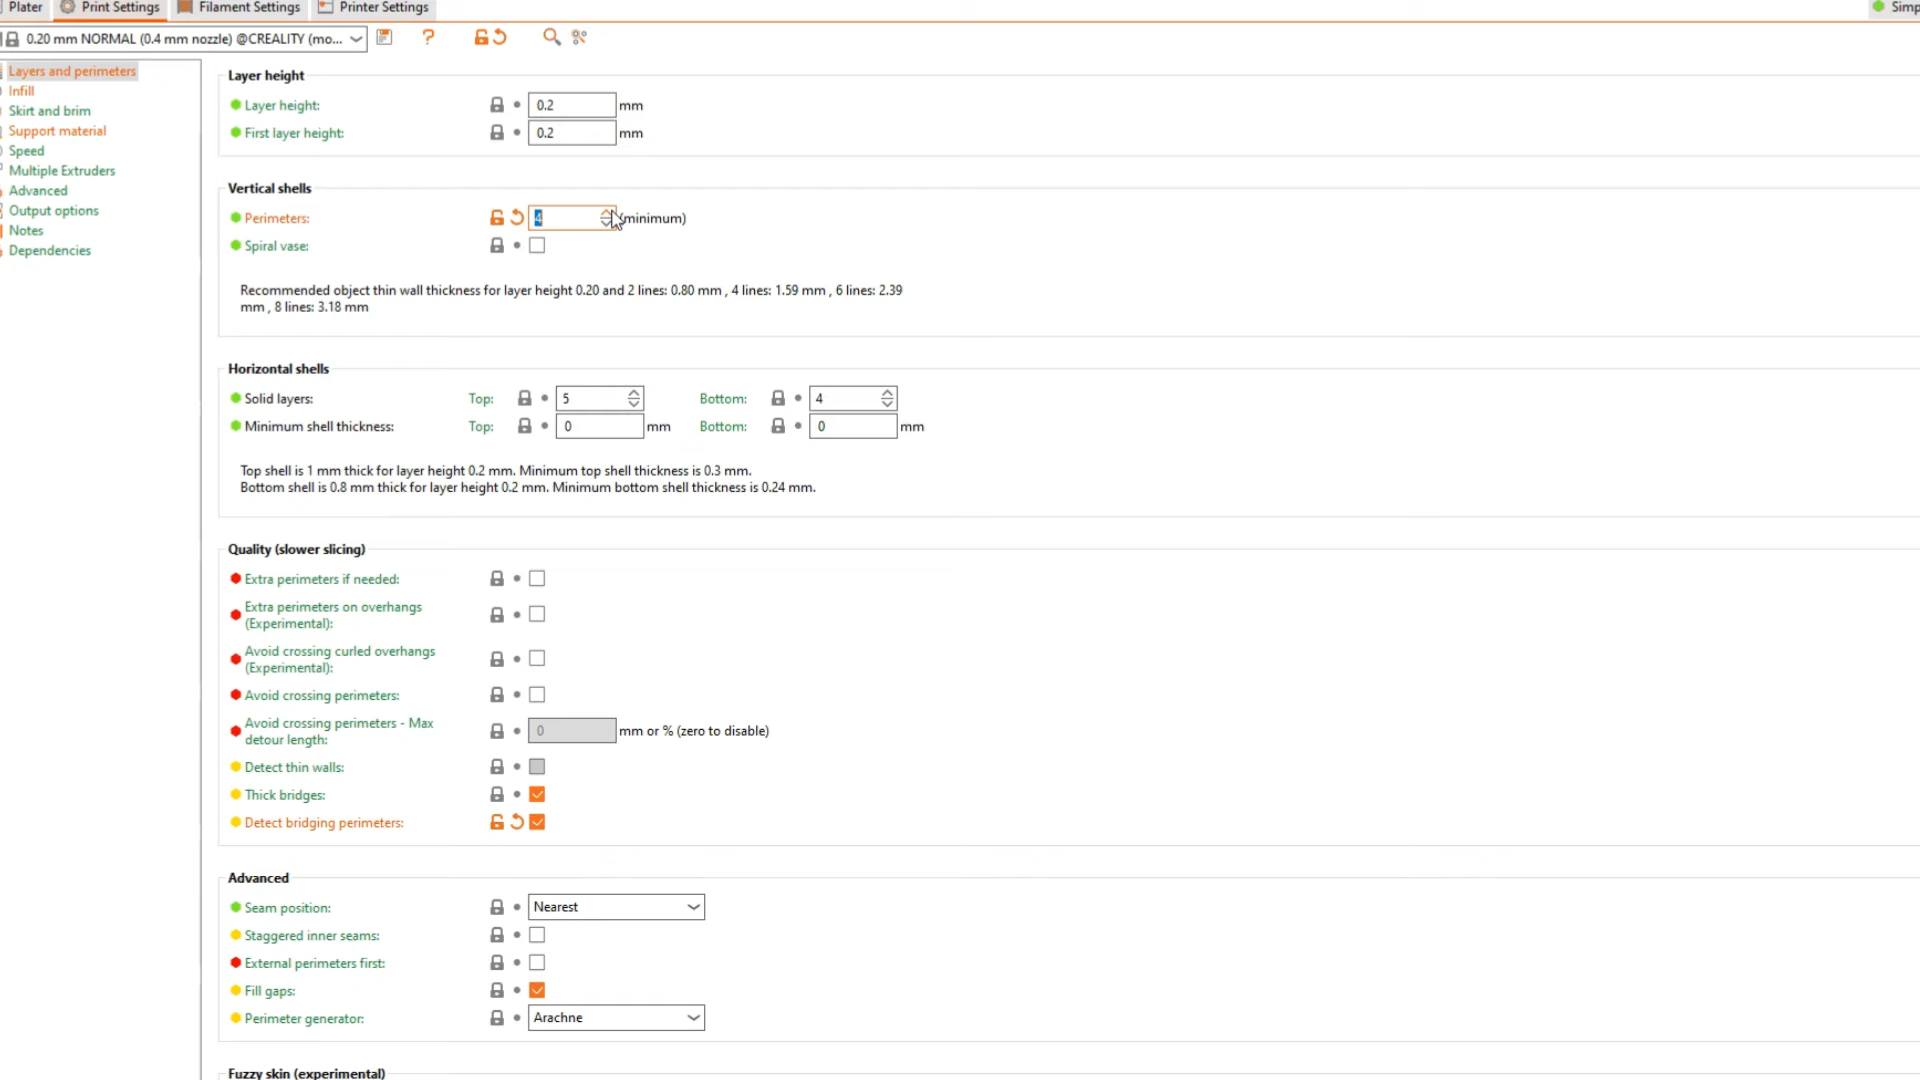 Plater Print Settings Filament Settings Printer Settings Simp
0.20 mm NORMAL (0.4 mm nozzle) @CREALITY (mo... ?
Layers and perimeters
Infill
Skirt and brim
Support material
Speed
Multiple Extruders
Advanced
Output options
Notes
Dependencies
Layer height
Layer height: 0.2 mm
First layer height: 0.2 mm
Vertical shells
Perimeters: 4 (minimum)
Spiral vase:
Recommended object thin wall thickness for layer height 0.20 and 2 lines: 0.80 mm , 4 lines: 1.59 mm , 6 lines: 2.39
mm , 8 lines: 3.18 mm
Horizontal shells
Solid layers: Top: 5 Bottom: 4
Minimum shell thickness: Top: 0 mm Bottom: 0 mm
Top shell is 1 mm thick for layer height 0.2 mm. Minimum top shell thickness is 0.3 mm.
Bottom shell is 0.8 mm thick for layer height 0.2 mm. Minimum bottom shell thickness is 0.24 mm.
Quality (slower slicing)
Extra perimeters if needed:
Extra perimeters on overhangs
(Experimental):
Avoid crossing curled overhangs
(Experimental):
Avoid crossing perimeters:
Avoid crossing perimeters - Max
detour length: 0 mm or % (zero to disable)
Detect thin walls:
Thick bridges:
Detect bridging perimeters:
Advanced
Seam position: Nearest
Staggered inner seams:
External perimeters first:
Fill gaps:
Perimeter generator: Arachne
Fuzzy skin (experimental)